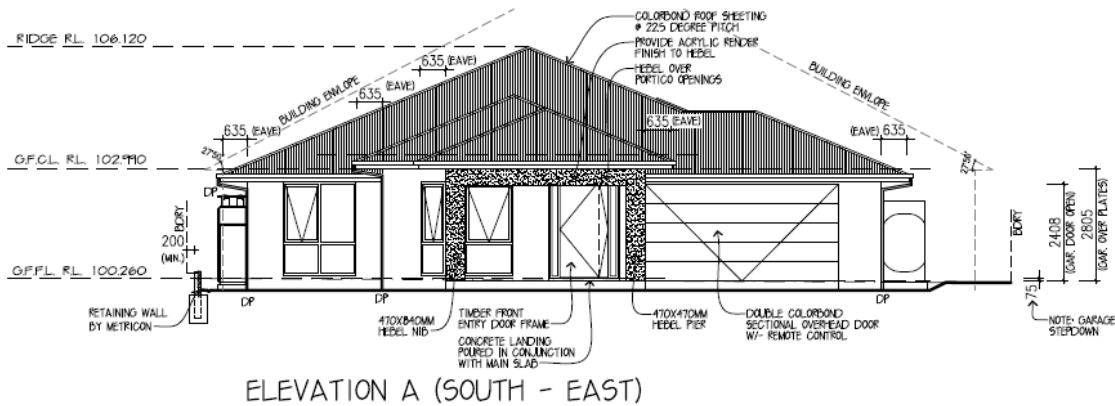 COLORBOND ROOF SHEETING
@ 22.5 DEGREE PITCH
RIDGE RL. 106.120
PROVIDE ACRYLIC RENDER
FINISH TO HEBEL
635 (EAVE)
HEBEL OVER
PORTICO OPENINGS
BUILDING ENVELOPE
BUILDING ENVELOPE
635 (EAVE)
635 (EAVE)
635 (EAVE)
(EAVE) 635
2750
2750
G.F.C.L. RL. 102.990
DP
BDRY
BDRY
200
(MIN.)
2408
(GAR. DOOR OPEN)
2805
(GAR. OVER PLATES)
G.F.F.L. RL. 100.260
75
DP
DP
DP
RETAINING WALL
BY METRICON
470X840MM
HEBEL NIB
TIMBER FRONT
ENTRY DOOR FRAME
CONCRETE LANDING
POURED IN CONJUNCTION
WITH MAIN SLAB
470X470MM
HEBEL PIER
DOUBLE COLORBOND
SECTIONAL OVERHEAD DOOR
W/- REMOTE CONTROL
NOTE: GARAGE
STEPDOWN
ELEVATION A (SOUTH - EAST)